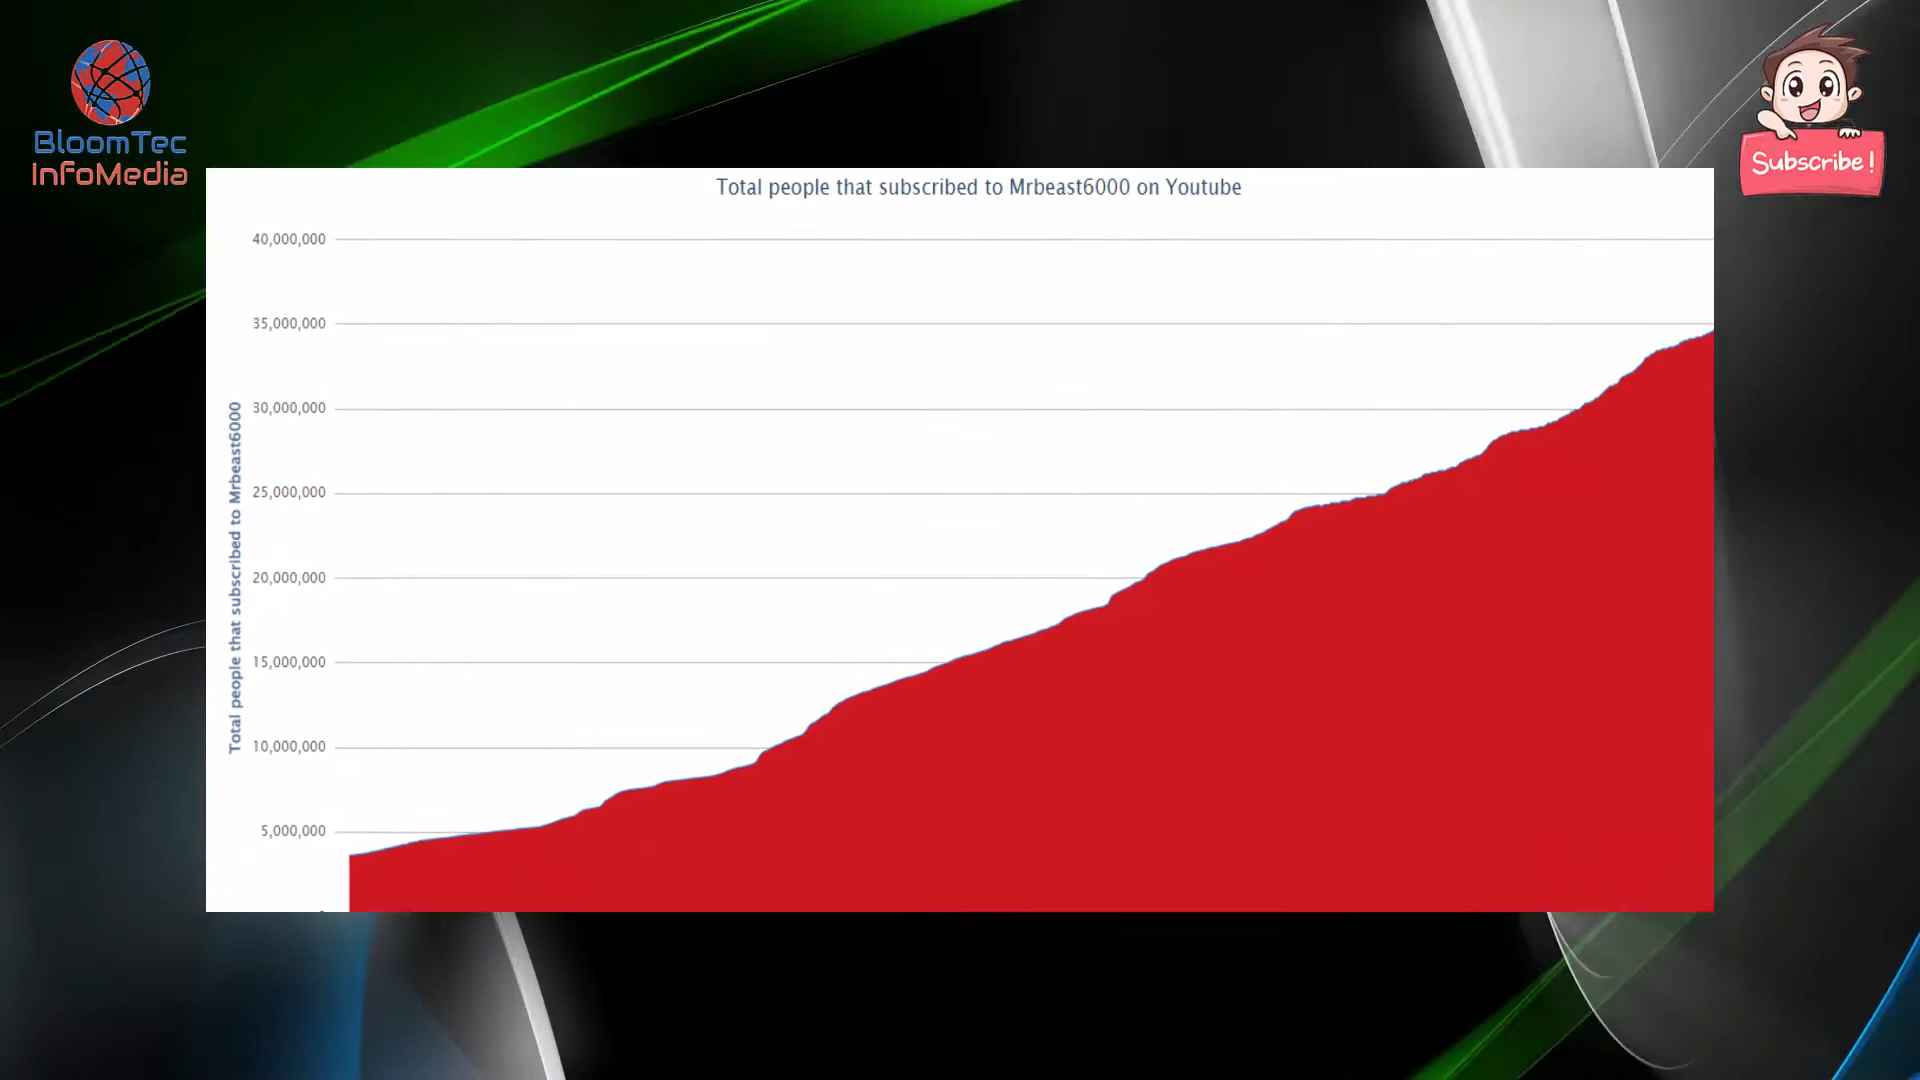 BloomTec
InFoMedia
Subscribe!
Total people that subscribed to Mrbeast6000 on Youtube
Total people that subscribed to Mrbeast6000
40,000,000
35,000,000
30,000,000
25,000,000
20,000,000
15,000,000
10,000,000
5,000,000